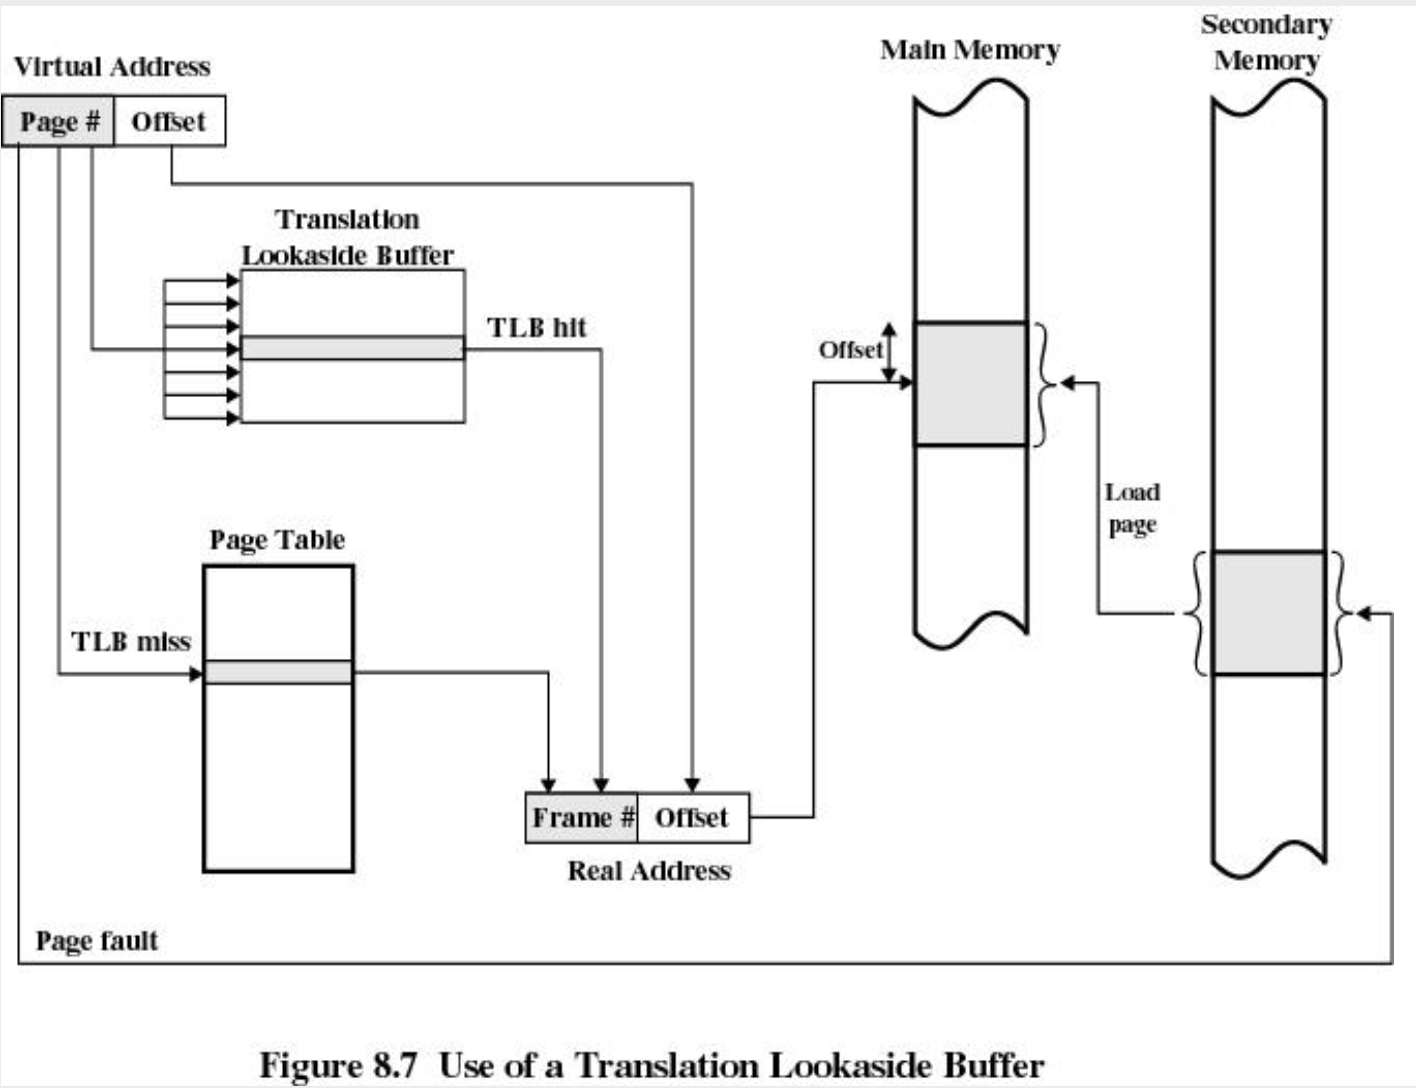 Virtual Address
Page #
Offset
Translation
Lookaside Buffer
TLB hit
Page Table
TLB miss
Frame #
Offset
Real Address
Page fault
Main Memory
Offset
Load
page
Secondary
Memory
Figure 8.7 Use of a Translation Lookaside Buffer